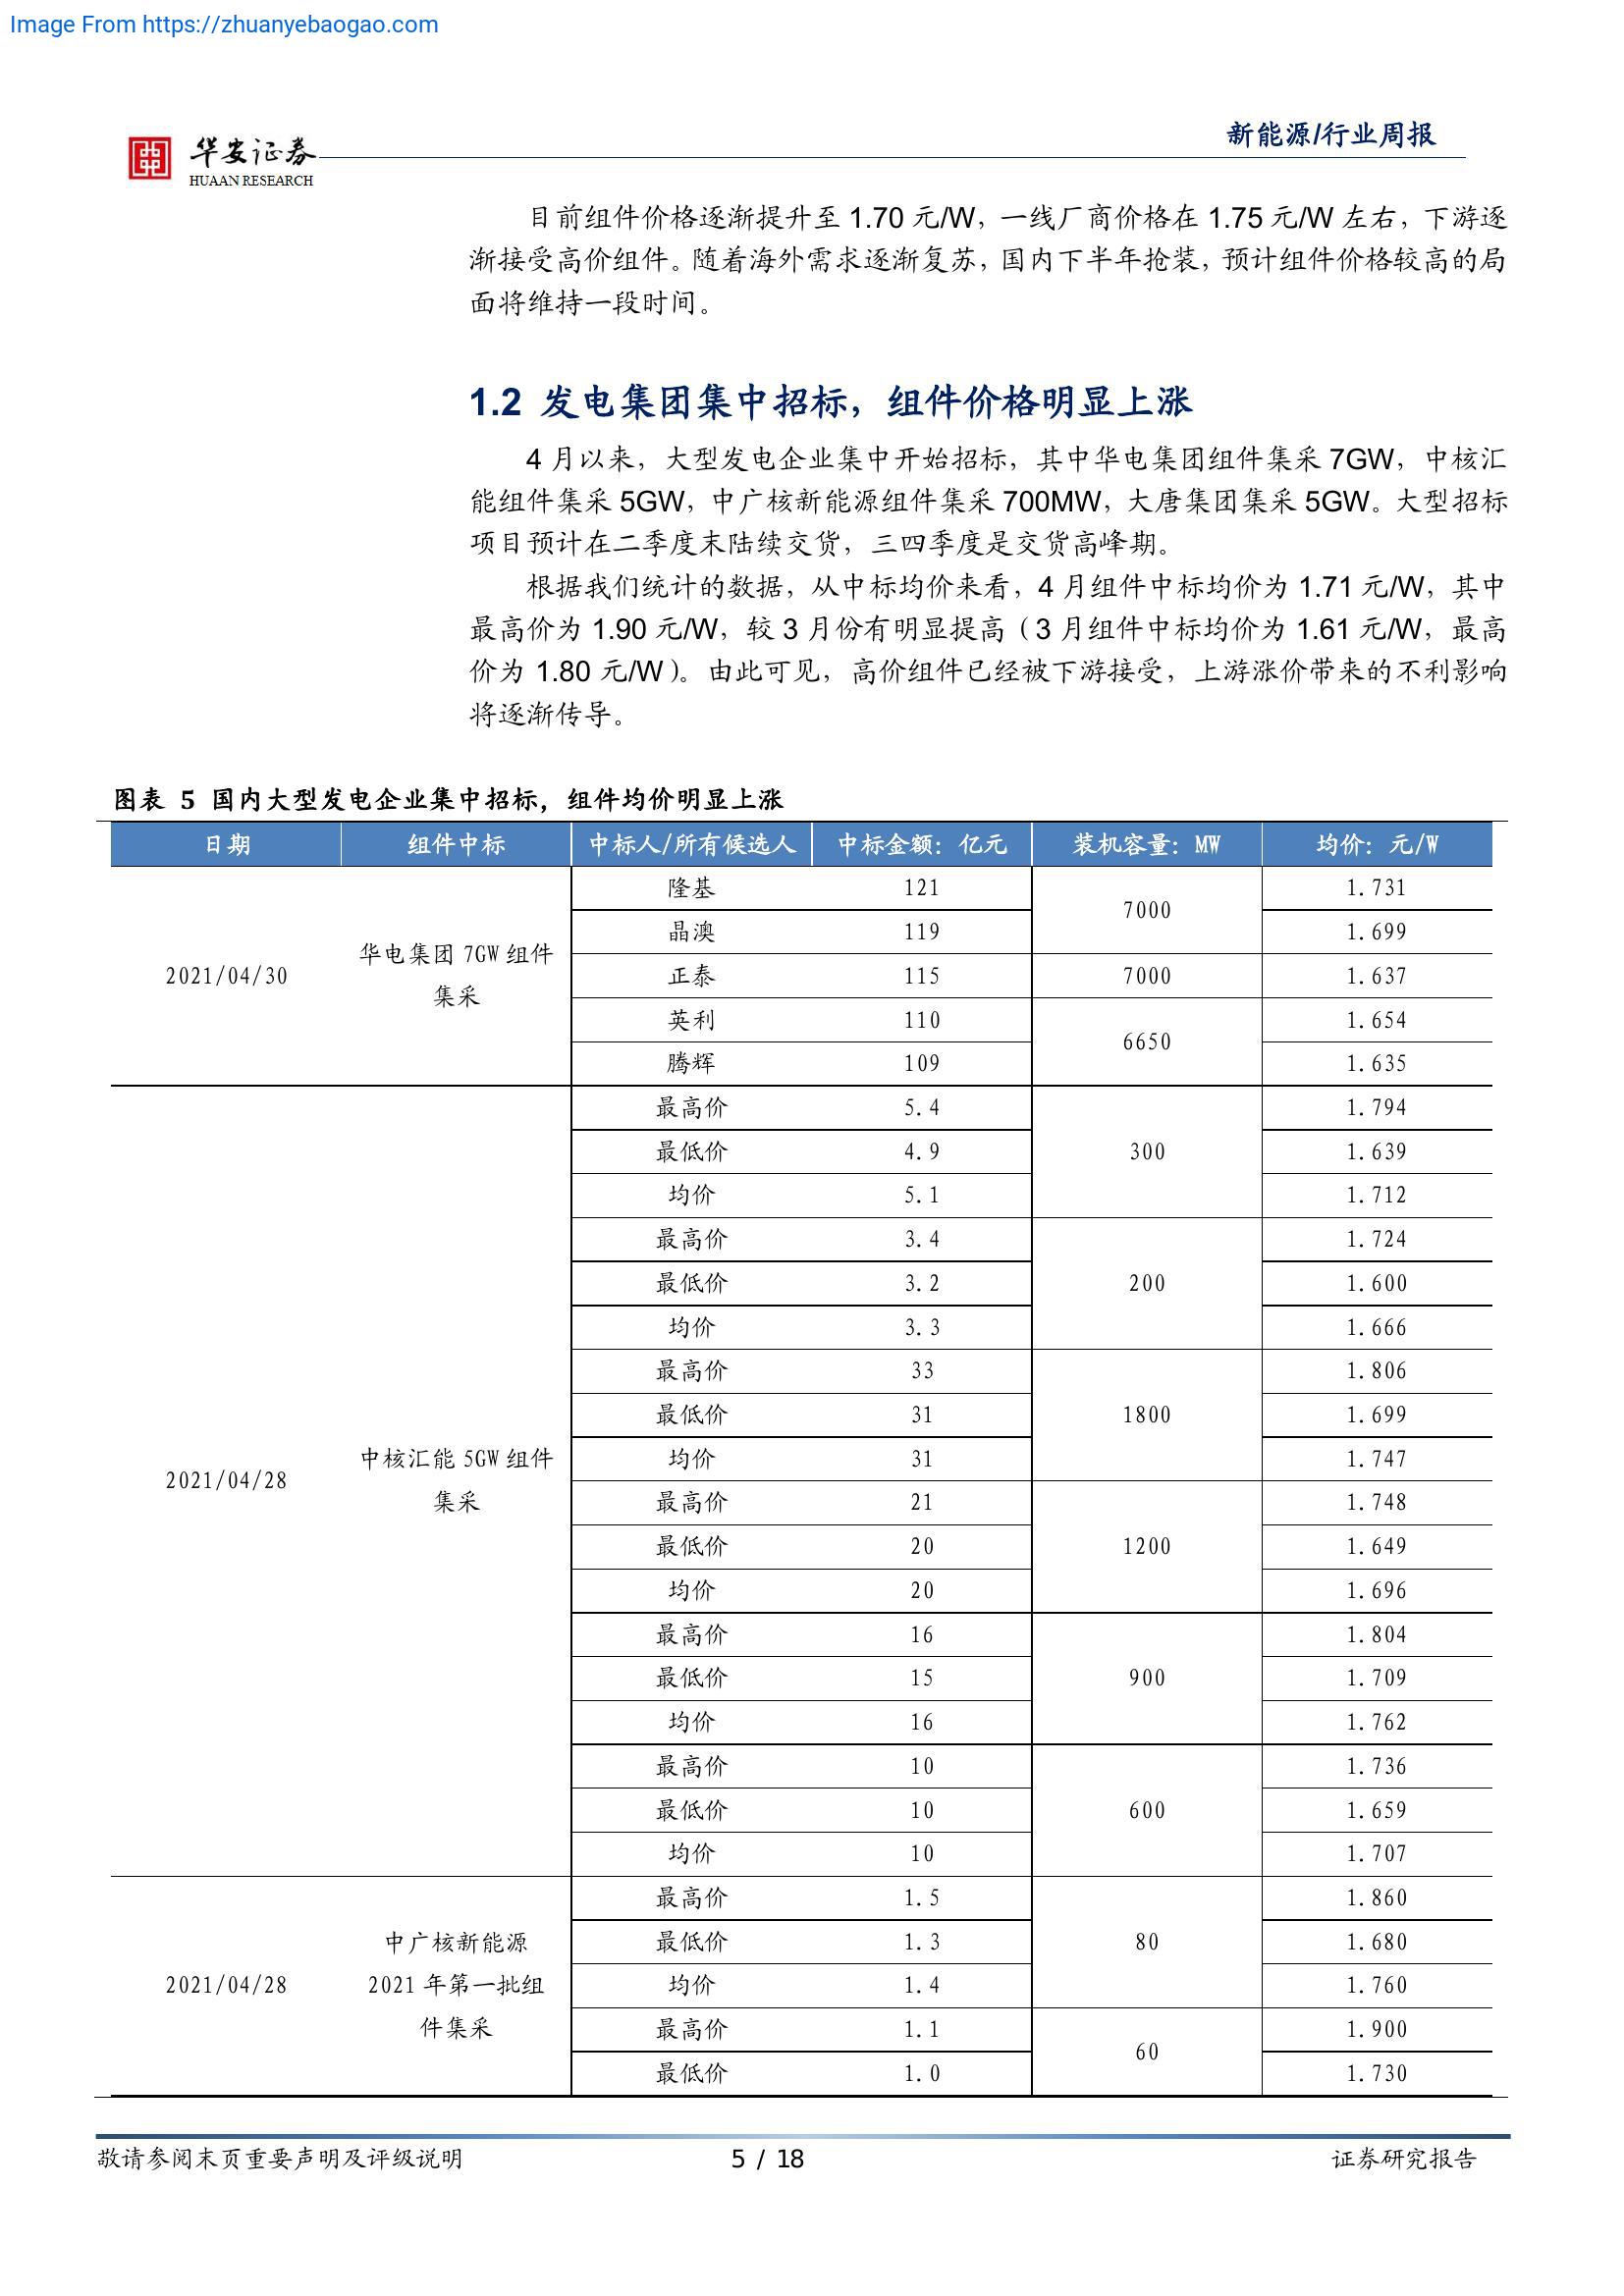 Image From https://zhuanyebaogao.com
华安证券
HUAAN RESEARCH
新能源/行业周报
目前组件价格逐渐提升至 1.70 元/W，一线厂商价格在 1.75 元/W 左右，下游逐
渐接受高价组件。随着海外需求逐渐复苏，国内下半年抢装，预计组件价格较高的局
面将维持一段时间。
1.2 发电集团集中招标，组件价格明显上涨
4 月以来，大型发电企业集中开始招标，其中华电集团组件集采 7GW，中核汇
能组件集采 5GW，中广核新能源组件集采 700MW，大唐集团集采 5GW。大型招标
项目预计在二季度末陆续交货，三四季度是交货高峰期。
根据我们统计的数据，从中标均价来看，4 月组件中标均价为 1.71 元/W，其中
最高价为 1.90 元/W，较 3 月份有明显提高（3 月组件中标均价为 1.61 元/W，最高
价为 1.80 元/W）。由此可见，高价组件已经被下游接受，上游涨价带来的不利影响
将逐渐传导。
图表 5 国内大型发电企业集中招标，组件均价明显上涨
日期 组件中标 中标人/所有候选人 中标金额：亿元 装机容量：MW 均价：元/W
2021/04/30 华电集团 7GW 组件
集采
隆基 121 7000 1.731
晶澳 119 1.699
正泰 115 7000 1.637
英利 110 6650 1.654
腾辉 109 1.635
2021/04/28 中核汇能 5GW 组件
集采
最高价 5.4 300 1.794
最低价 4.9 1.639
均价 5.1 1.712
最高价 3.4 200 1.724
最低价 3.2 1.600
均价 3.3 1.666
最高价 33 1800 1.806
最低价 31 1.699
均价 31 1.747
最高价 21 1200 1.748
最低价 20 1.649
均价 20 1.696
最高价 16 900 1.804
最低价 15 1.709
均价 16 1.762
最高价 10 600 1.736
最低价 10 1.659
均价 10 1.707
2021/04/28 中广核新能源
2021 年第一批组
件集采
最高价 1.5 80 1.860
最低价 1.3 1.680
均价 1.4 1.760
最高价 1.1 60 1.900
最低价 1.0 1.730
敬请参阅末页重要声明及评级说明 5 / 18 证券研究报告